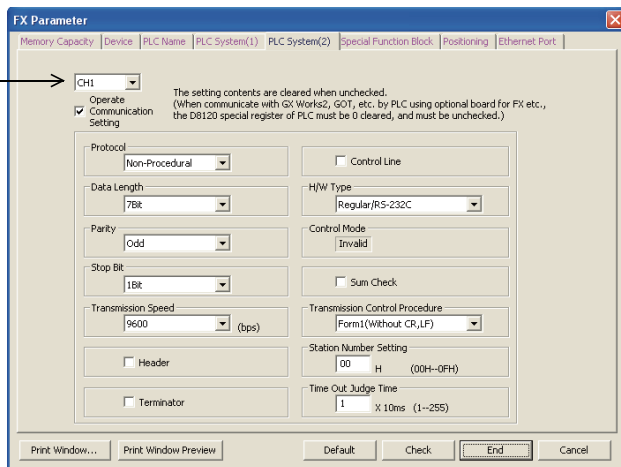 FX Parameter
Memory Capacity Device PLC Name PLC System(1) PLC System(2) Special Function Block Positioning Ethernet Port
CH1
Operate
Communication
Setting
The setting contents are cleared when unchecked.
(When communicate with GX Works2, GOT, etc. by PLC using optional board for FX etc.,
the D8120 special register of PLC must be 0 cleared, and must be unchecked.)
Protocol
Non-Procedural
Control Line
Data Length
7Bit
H/W Type
Regular/RS-232C
Parity
Odd
Control Mode
Invalid
Stop Bit
1Bit
Sum Check
Transmission Speed
9600 (bps)
Transmission Control Procedure
Form1(Without CR,LF)
Header
Station Number Setting
00 H (00H--0FH)
Terminator
Time Out Judge Time
1 X 10ms (1--255)
Print Window... Print Window Preview Default Check End Cancel